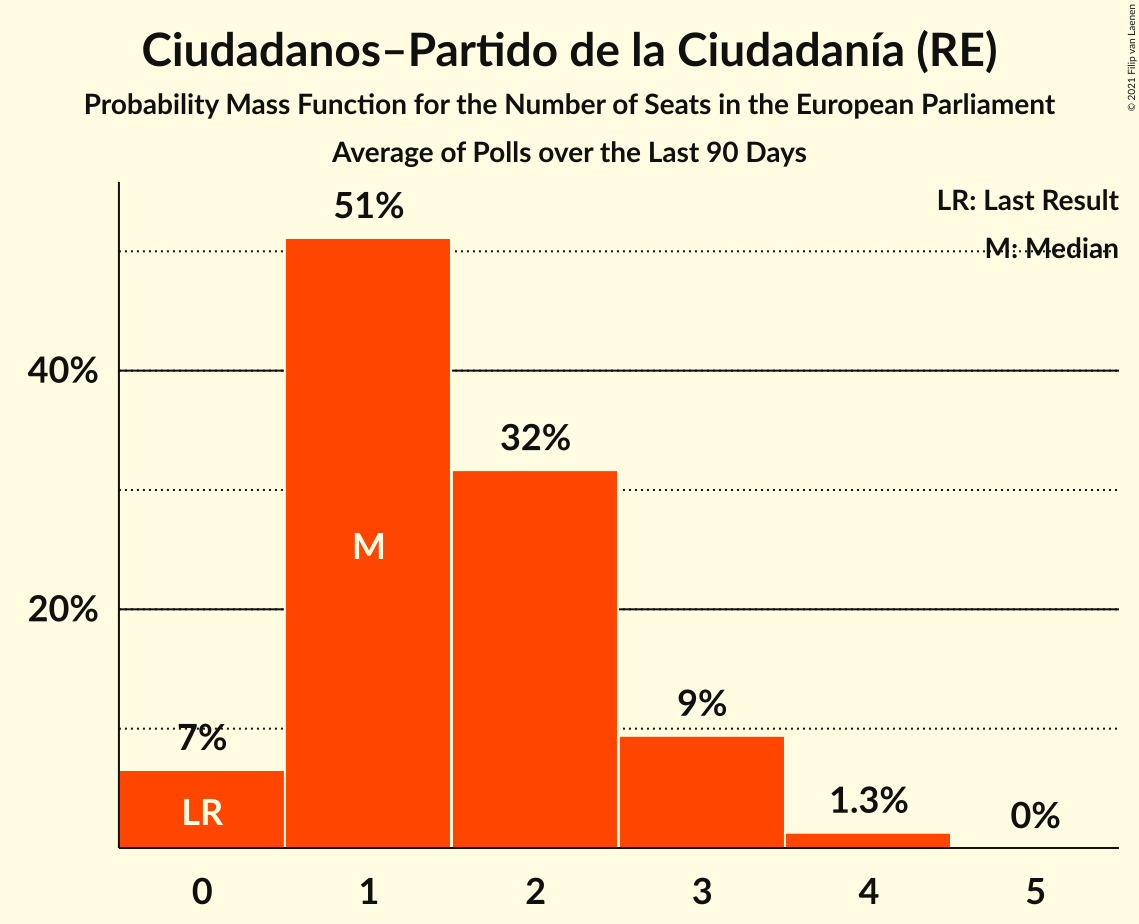 Ciudadanos–Partido de la Ciudadanía (RE)
Probability Mass Function for the Number of Seats in the European Parliament
Average of Polls over the Last 90 Days
© 2021 Filip van Laenen
LR: Last Result
M: Median
51%
40%
32%
M
20%
9%
7%
1.3%
0%
LR
0 1 2 3 4 5